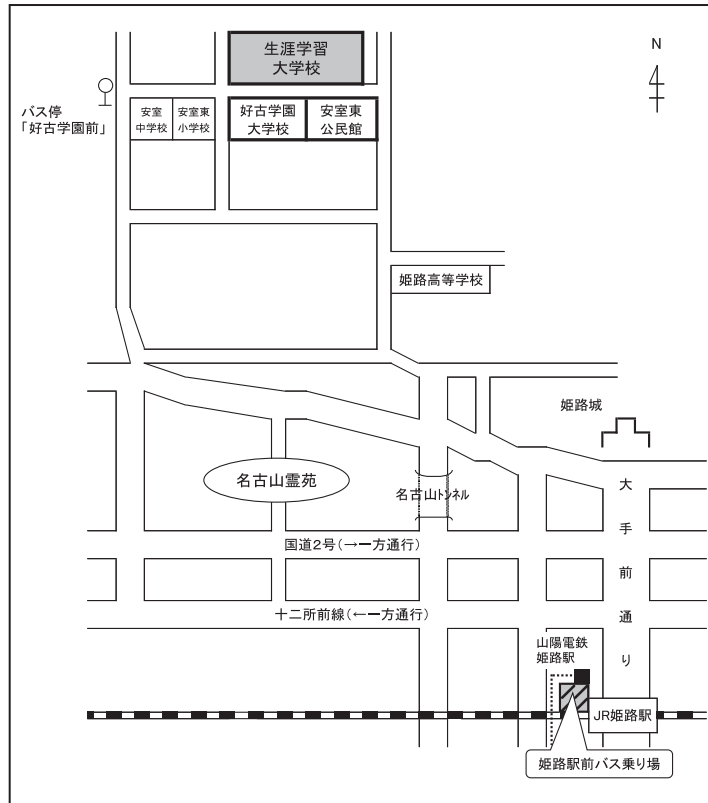 生涯学習
大学校
N
バス停
「好古学園前」
安室
中学校
安室東
小学校
好古学園
大学校
安室東
公民館
姫路高等学校
姫路城
名古山霊苑
名古山トンネル
大手前通り
国道2号(→一方通行)
十二所前線(←一方通行)
山陽電鉄
姫路駅
JR姫路駅
姫路駅前バス乗り場